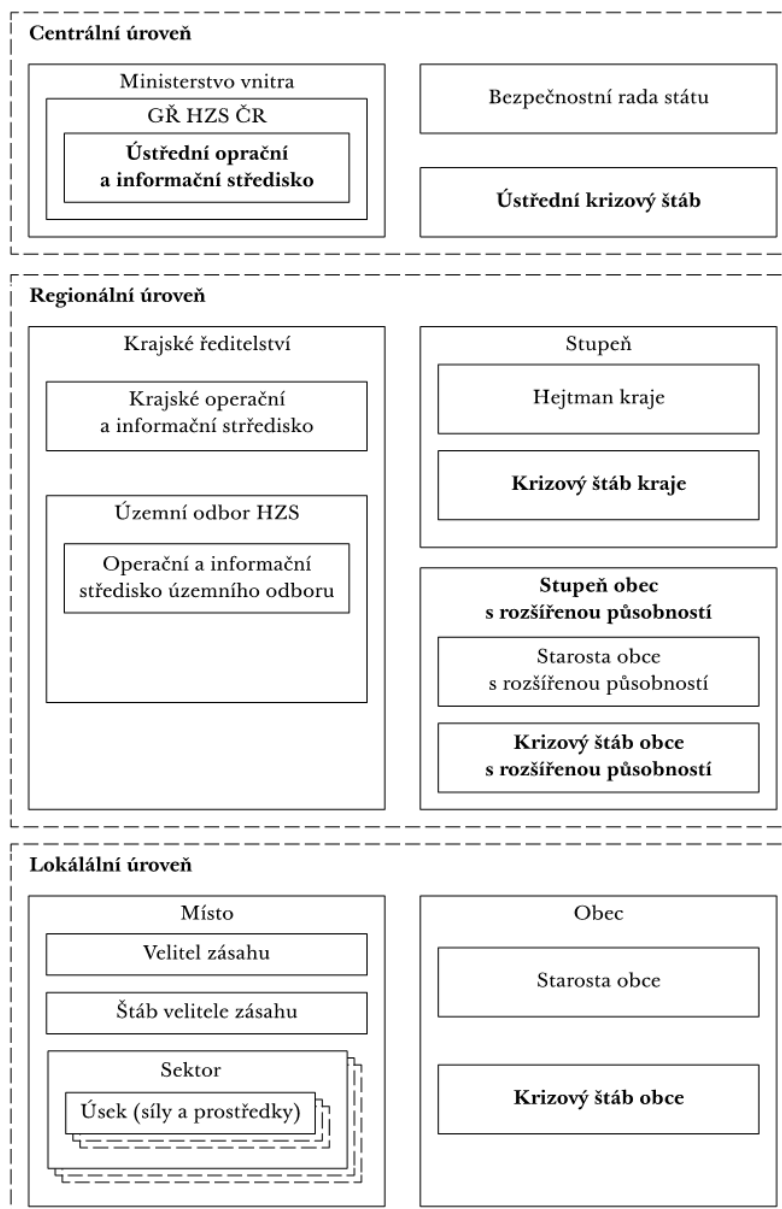 Centrální úroveň
Ministerstvo vnitra
GŘ HZS ČR
Ústřední oprační
a informační středisko
Bezpečnostní rada státu
Ústřední krizový štáb
Regionální úroveň
Krajské ředitelství
Krajské operační
a informační strředisko
Územní odbor HZS
Operační a informační
středisko územního odboru
Stupeň
Hejtman kraje
Krizový štáb kraje
Stupeň obec
s rozšířenou působností
Starosta obce
s rozšířenou působností
Krizový štáb obce
s rozšířenou působností
Lokálální úroveň
Místo
Velitel zásahu
Štáb velitele zásahu
Sektor
Úsek (síly a prostředky)
Obec
Starosta obce
Krizový štáb obce